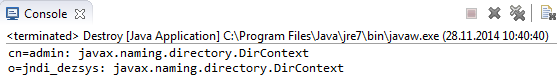 Console
<terminated> Destroy [Java Application] C:\Program Files\Java\jre7\bin\javaw.exe (28.11.2014 10:40:40)
cn=admin: javax.naming.directory.DirContext
o=jndi_dezsys: javax.naming.directory.DirContext